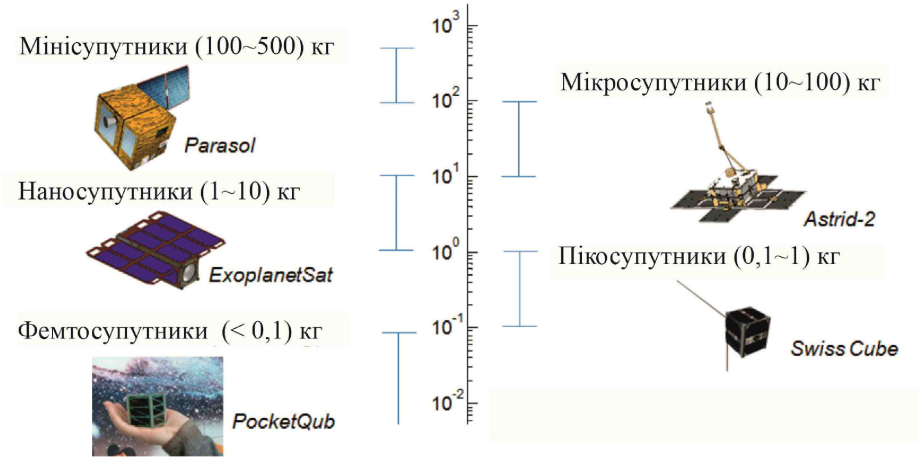 Мінісупутники (100~500) кг
Parasol
Наносупутники (1~10) кг
ExoplanetSat
Фемтосупутники (< 0,1) кг
PocketQub
10³
10²
10¹
10⁰
10⁻¹
10⁻²
Мікросупутники (10~100) кг
Astrid-2
Пікосупутники (0,1~1) кг
Swiss Cube